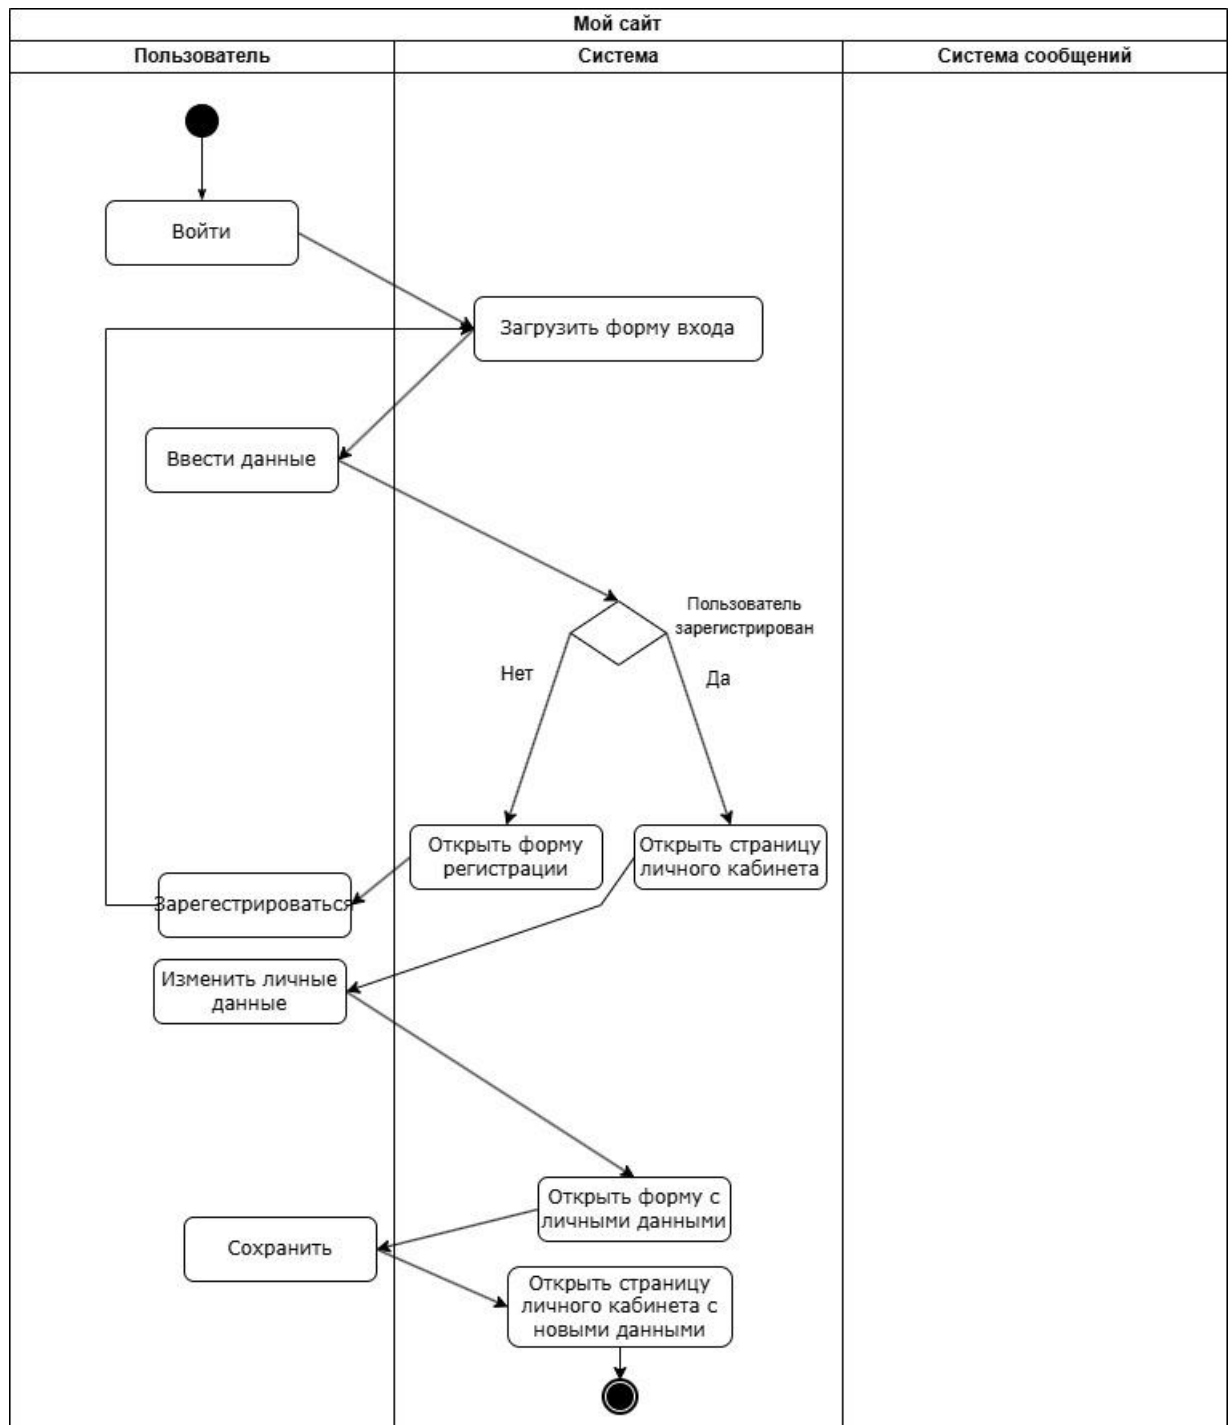 Мой сайт
Пользователь
Система
Система сообщений
Войти
Загрузить форму входа
Ввести данные
Пользователь
зарегистрирован
Нет
Да
Открыть форму
регистрации
Открыть страницу
личного кабинета
Зарегестрироваться
Изменить личные
данные
Открыть форму с
личными данными
Сохранить
Открыть страницу
личного кабинета с
новыми данными